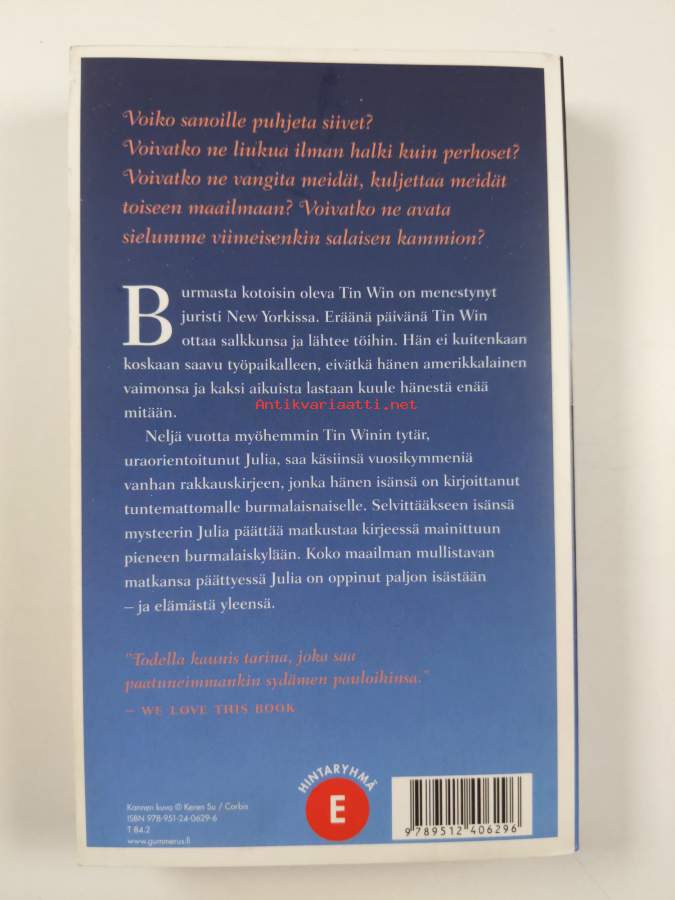 Voiko sanoille puhjeta siivet?
Voivatko ne liukua ilman halki kuin perhoset?
Voivatko ne vangita meidät, kuljettaa meidät
toiseen maailmaan? Voivatko ne avata
sielumme viimeisenkin salaisen kammion?
Burmasta kotoisin oleva Tin Win on menestynyt
juristi New Yorkissa. Eräänä päivänä Tin Win
ottaa salkkunsa ja lähtee töihin. Hän ei kuitenkaan
koskaan saavu työpaikalleen, eivätkä hänen amerikkalainen
vaimonsa ja kaksi aikuista lastaan kuule hänestä enää
mitään.
Antikvariaatti.net
Neljä vuotta myöhemmin Tin Winin tytär,
uraorientoitunut Julia, saa käsiinsä vuosikymmeniä
vanhan rakkauskirjeen, jonka hänen isänsä on kirjoittanut
tuntemattomalle burmalaisnaiselle. Selvittääkseen isänsä
mysteerin Julia päättää matkustaa kirjeessä mainittuun
pieneen burmalaiskylään. Koko maailman mullistavan
matkansa päättyessä Julia on oppinut paljon isästään
– ja elämästä yleensä.
"Todella kaunis tarina, joka saa
paatuneimmankin sydämen pauloihinsa."
– WE LOVE THIS BOOK
HINTARYHMÄ
E
Kannen kuva © Keren Su / Corbis
ISBN 978-951-24-0629-6
T 84.2
www.gummerus.fi
9 789512 406296